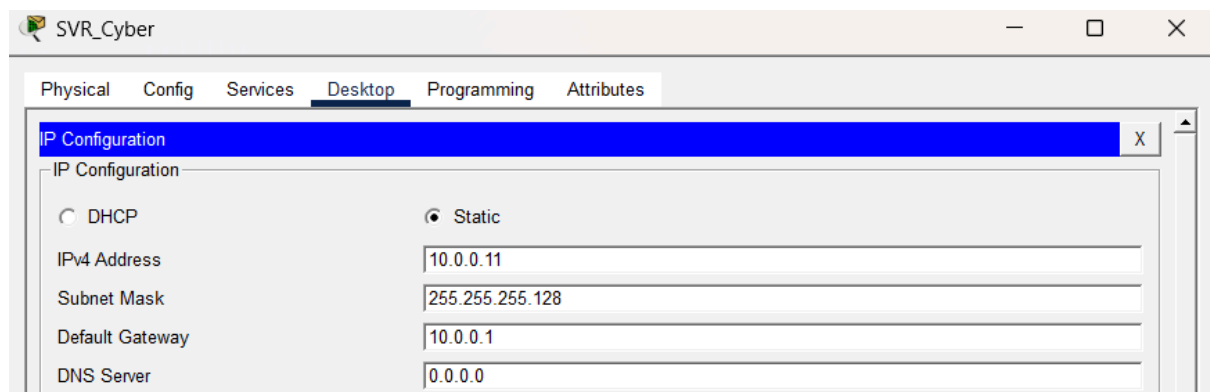 SVR_Cyber
Physical Config Services Desktop Programming Attributes
IP Configuration X
IP Configuration
DHCP Static
IPv4 Address 10.0.0.11
Subnet Mask 255.255.255.128
Default Gateway 10.0.0.1
DNS Server 0.0.0.0